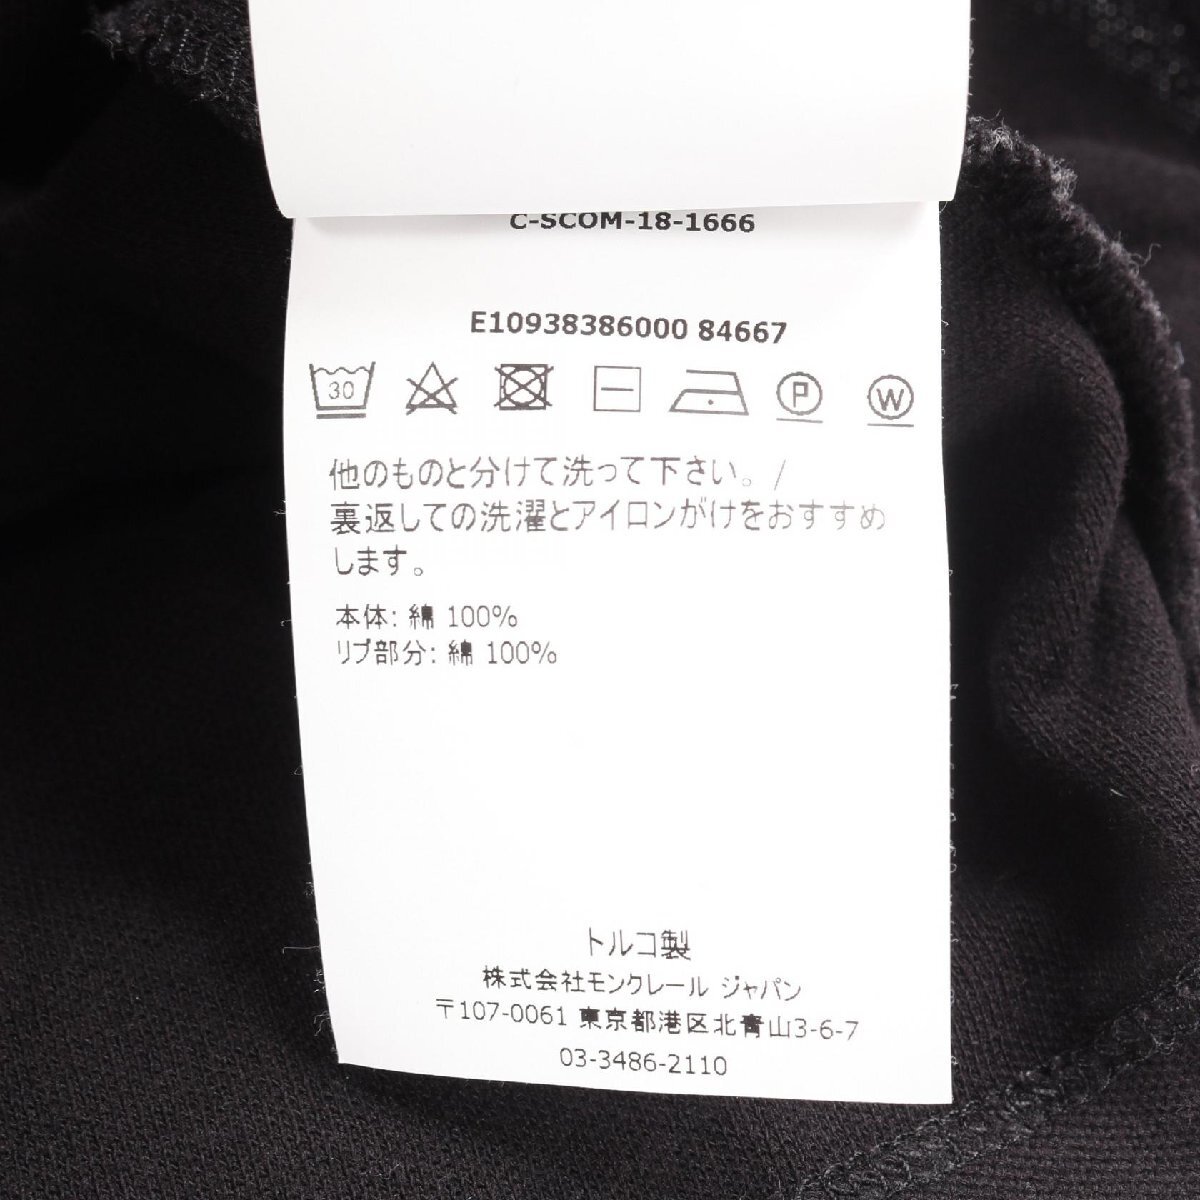 C-SCOM-18-1666
E10938386000 84667
30
P
W
他のものと分けて洗って下さい。/
裏返しての洗濯とアイロンがけをおすすめ
します。
本体: 綿 100%
リブ部分: 綿 100%
トルコ製
株式会社モンクレール ジャパン
〒107-0061 東京都港区北青山3-6-7
03-3486-2110